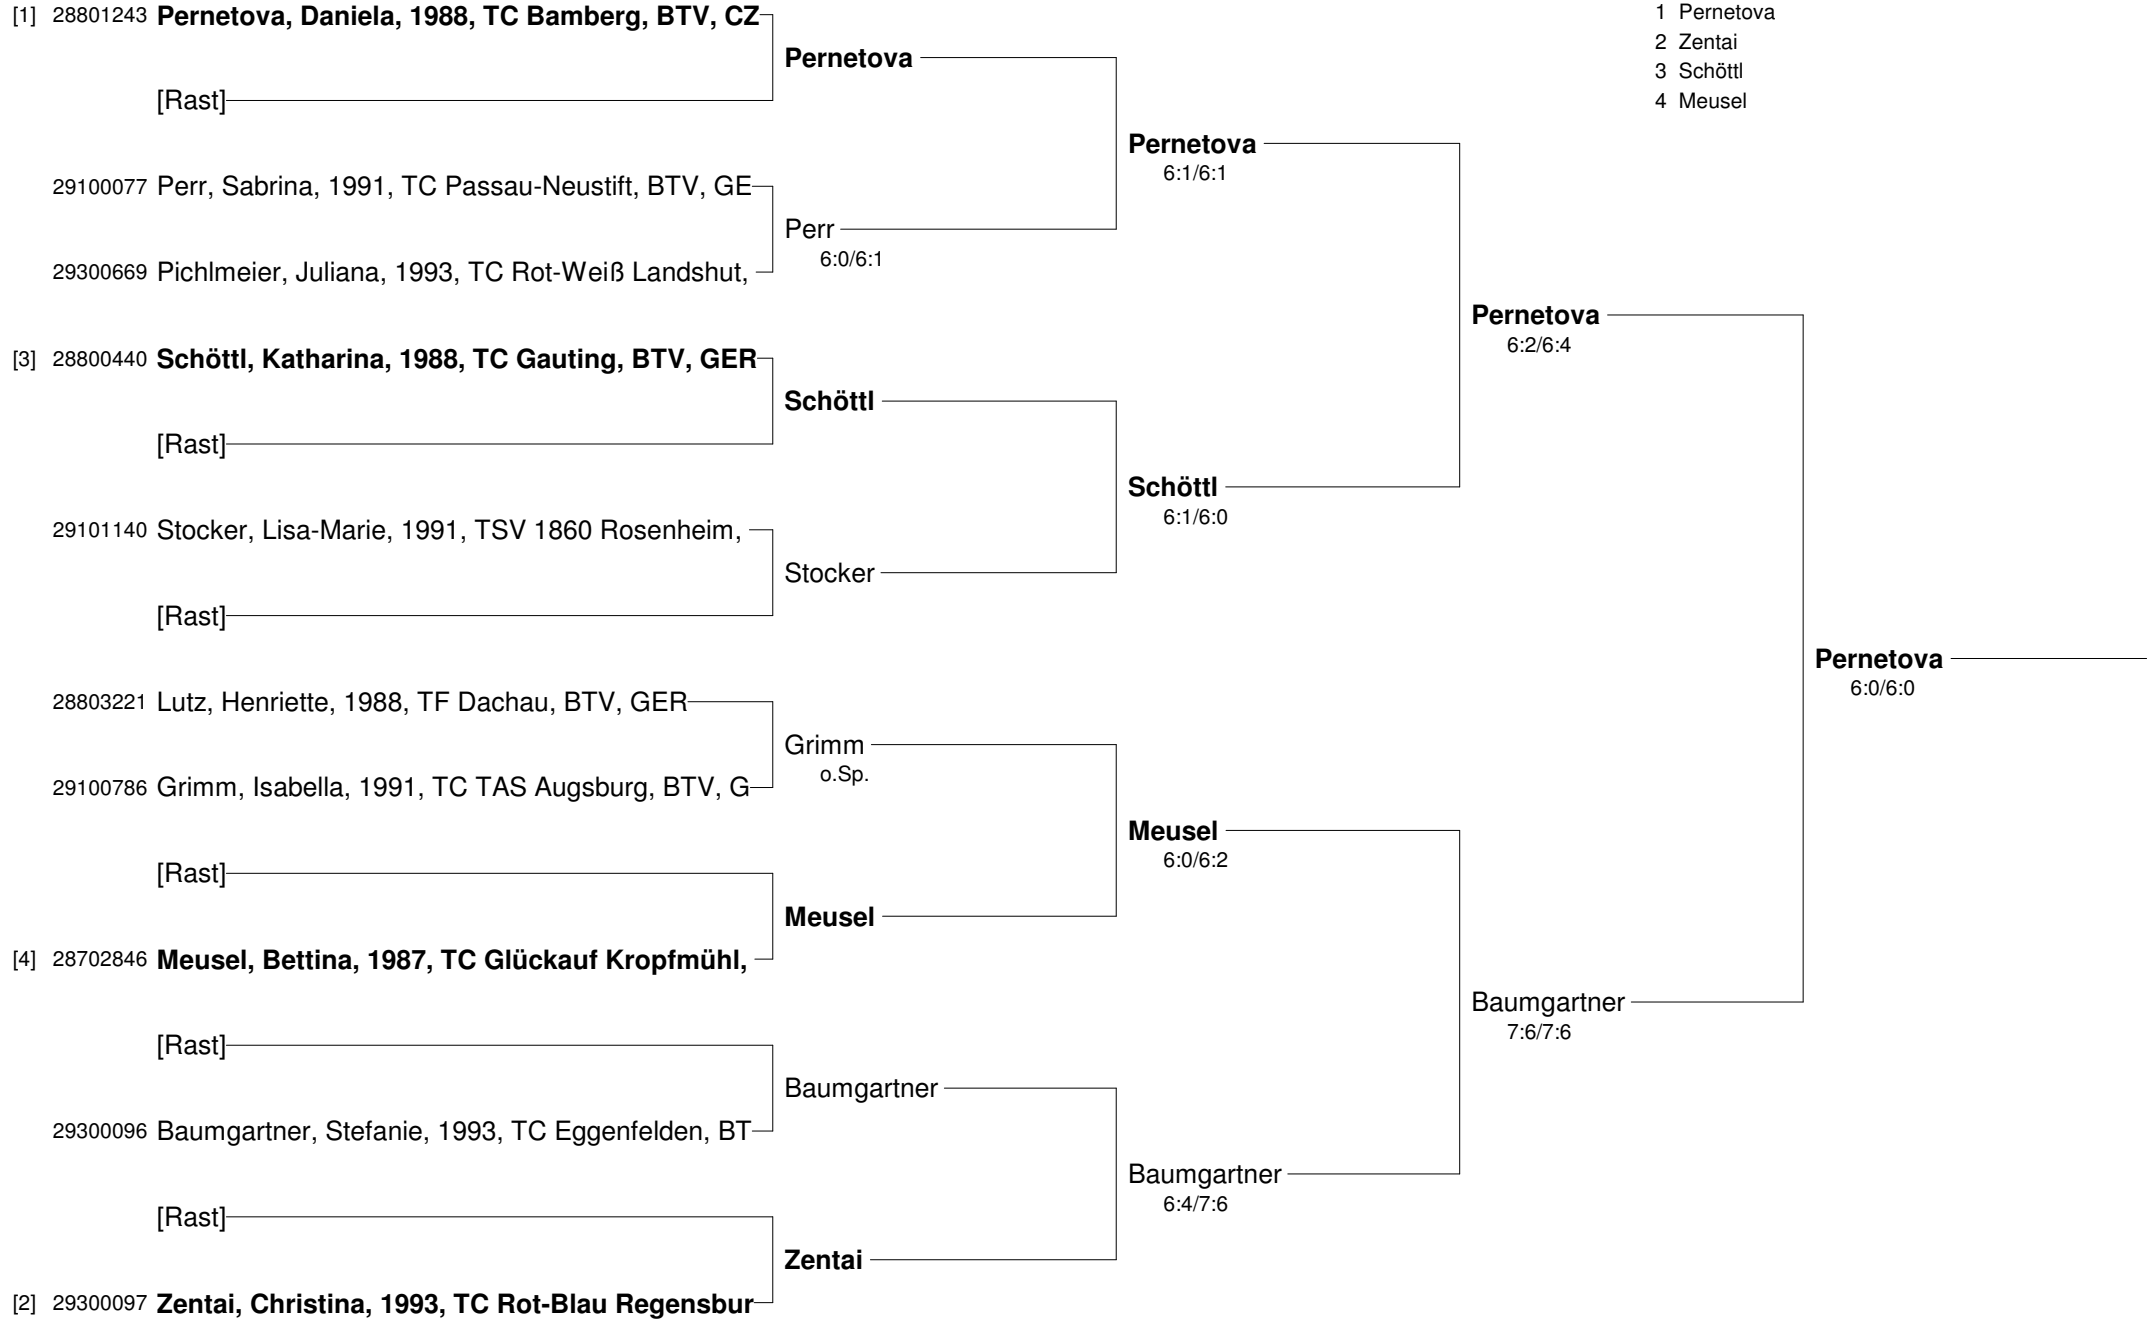 [1] 28801243 Pernetova, Daniela, 1988, TC Bamberg, BTV, CZ
[Rast]
29100077 Perr, Sabrina, 1991, TC Passau-Neustift, BTV, GE
29300669 Pichlmeier, Juliana, 1993, TC Rot-Weiß Landshut,
[3] 28800440 Schöttl, Katharina, 1988, TC Gauting, BTV, GER
[Rast]
29101140 Stocker, Lisa-Marie, 1991, TSV 1860 Rosenheim,
[Rast]
28803221 Lutz, Henriette, 1988, TF Dachau, BTV, GER
29100786 Grimm, Isabella, 1991, TC TAS Augsburg, BTV, G
[Rast]
[4] 28702846 Meusel, Bettina, 1987, TC Glückauf Kropfmühl,
[Rast]
29300096 Baumgartner, Stefanie, 1993, TC Eggenfelden, BT
[Rast]
[2] 29300097 Zentai, Christina, 1993, TC Rot-Blau Regensbur
Pernetova
Perr
6:0/6:1
Schöttl
Stocker
Grimm
o.Sp.
Meusel
Baumgartner
Zentai
Pernetova
6:1/6:1
Schöttl
6:1/6:0
Meusel
6:0/6:2
Baumgartner
6:4/7:6
Pernetova
6:2/6:4
Baumgartner
7:6/7:6
Pernetova
6:0/6:0
1 Pernetova
2 Zentai
3 Schöttl
4 Meusel